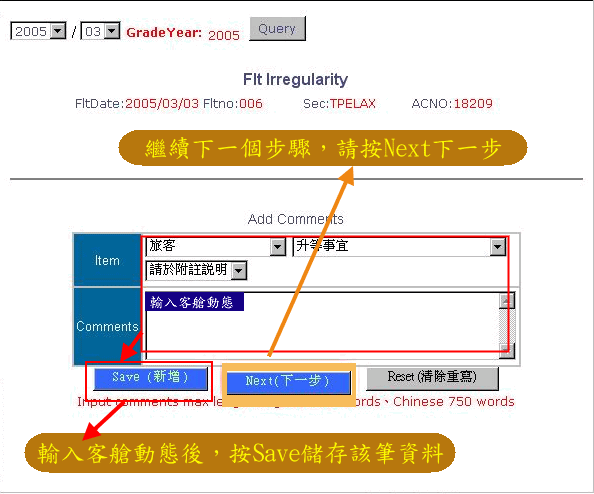 2005 / 03 GradeYear: 2005 Query
Flt Irregularity
FltDate:2005/03/03 Fltno:006 Sec:TPELAX ACNO:18209
繼續下一個步驟，請按Next下一步
Add Comments
Item 旅客 升等事宜
請於附註說明
Comments 輸入客艙動態
Save (新增) Next(下一步) Reset (清除重寫)
Input comments max words、Chinese 750 words
輸入客艙動態後，按Save儲存該筆資料